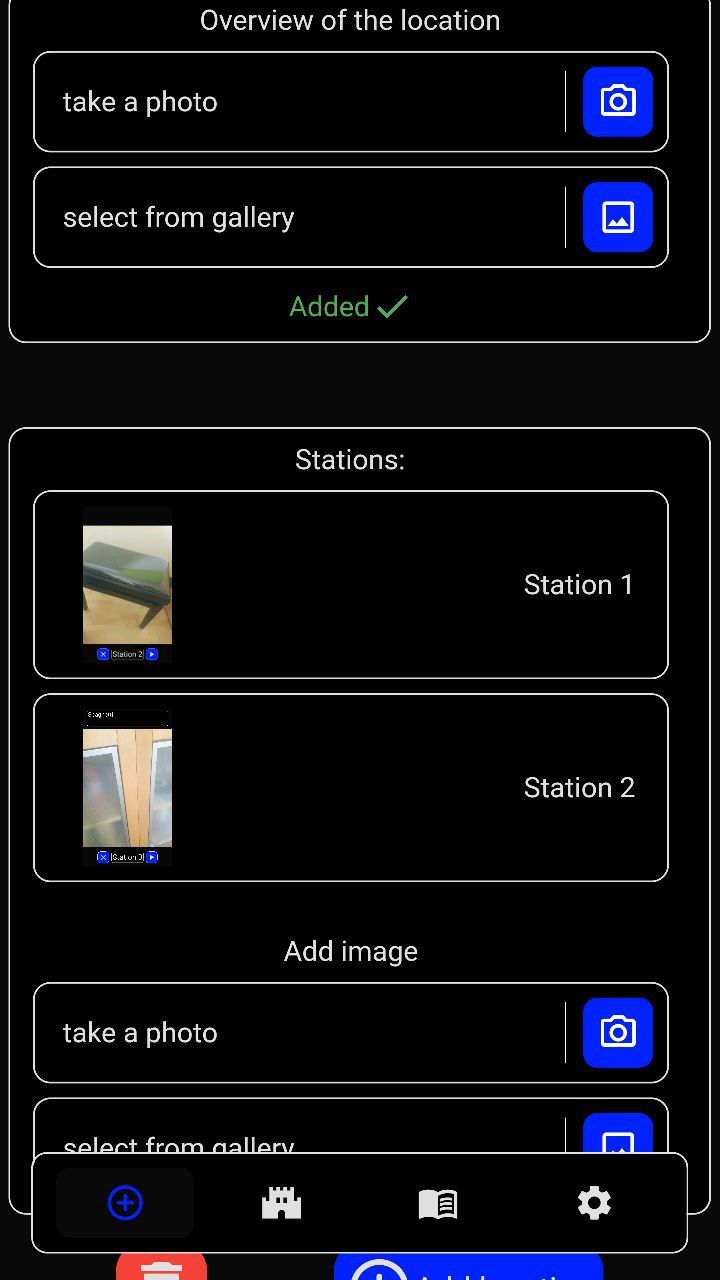 Overview of the location
take a photo
select from gallery
Added
Stations:
Station 2
Station 1
Station 3
Station 2
Add image
take a photo
select from gallery